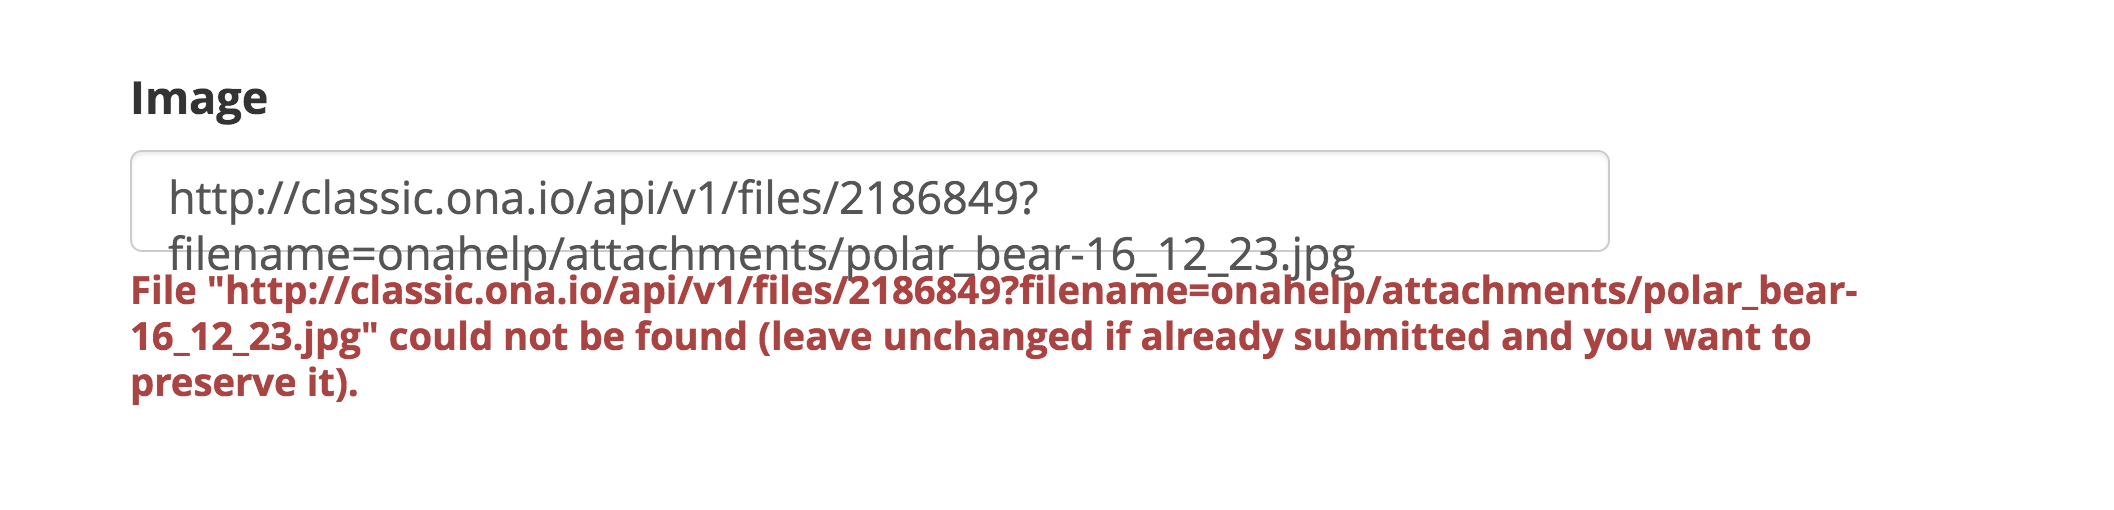 Image
http://classic.ona.io/api/v1/files/2186849?
filename=onahelp/attachments/polar_bear-16_12_23.jpg
File "http://classic.ona.io/api/v1/files/2186849?filename=onahelp/attachments/polar_bear-
16_12_23.jpg" could not be found (leave unchanged if already submitted and you want to
preserve it).